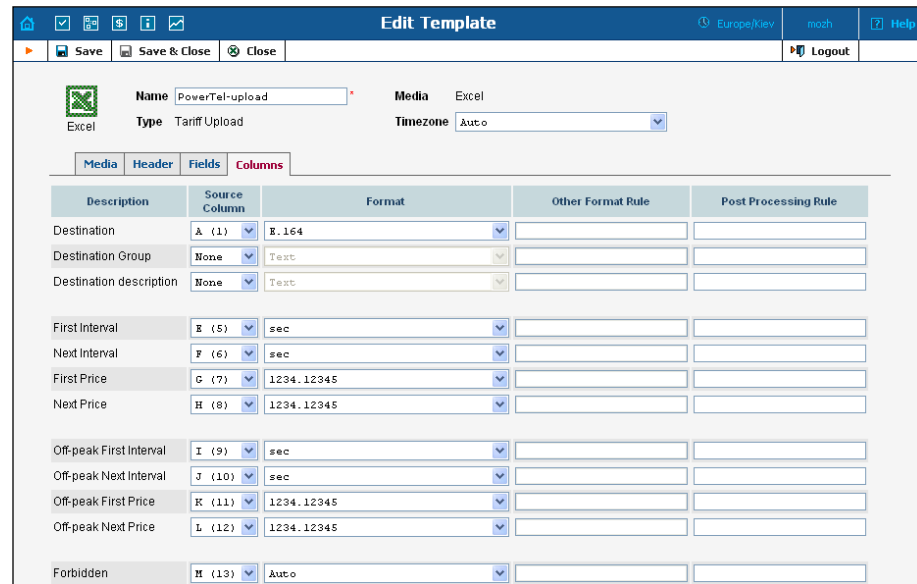 Edit Template
Europe/Kiev
mozh
Help
Save
Save & Close
Close
Logout
Excel
Name PowerTel-upload *
Media Excel
Type Tariff Upload
Timezone Auto
Media Header Fields Columns
Description Source Column Format Other Format Rule Post Processing Rule
Destination A (1) E.164
Destination Group None Text
Destination description None Text
First Interval E (5) sec
Next Interval F (6) sec
First Price G (7) 1234.12345
Next Price H (8) 1234.12345
Off-peak First Interval I (9) sec
Off-peak Next Interval J (10) sec
Off-peak First Price K (11) 1234.12345
Off-peak Next Price L (12) 1234.12345
Forbidden M (13) Auto